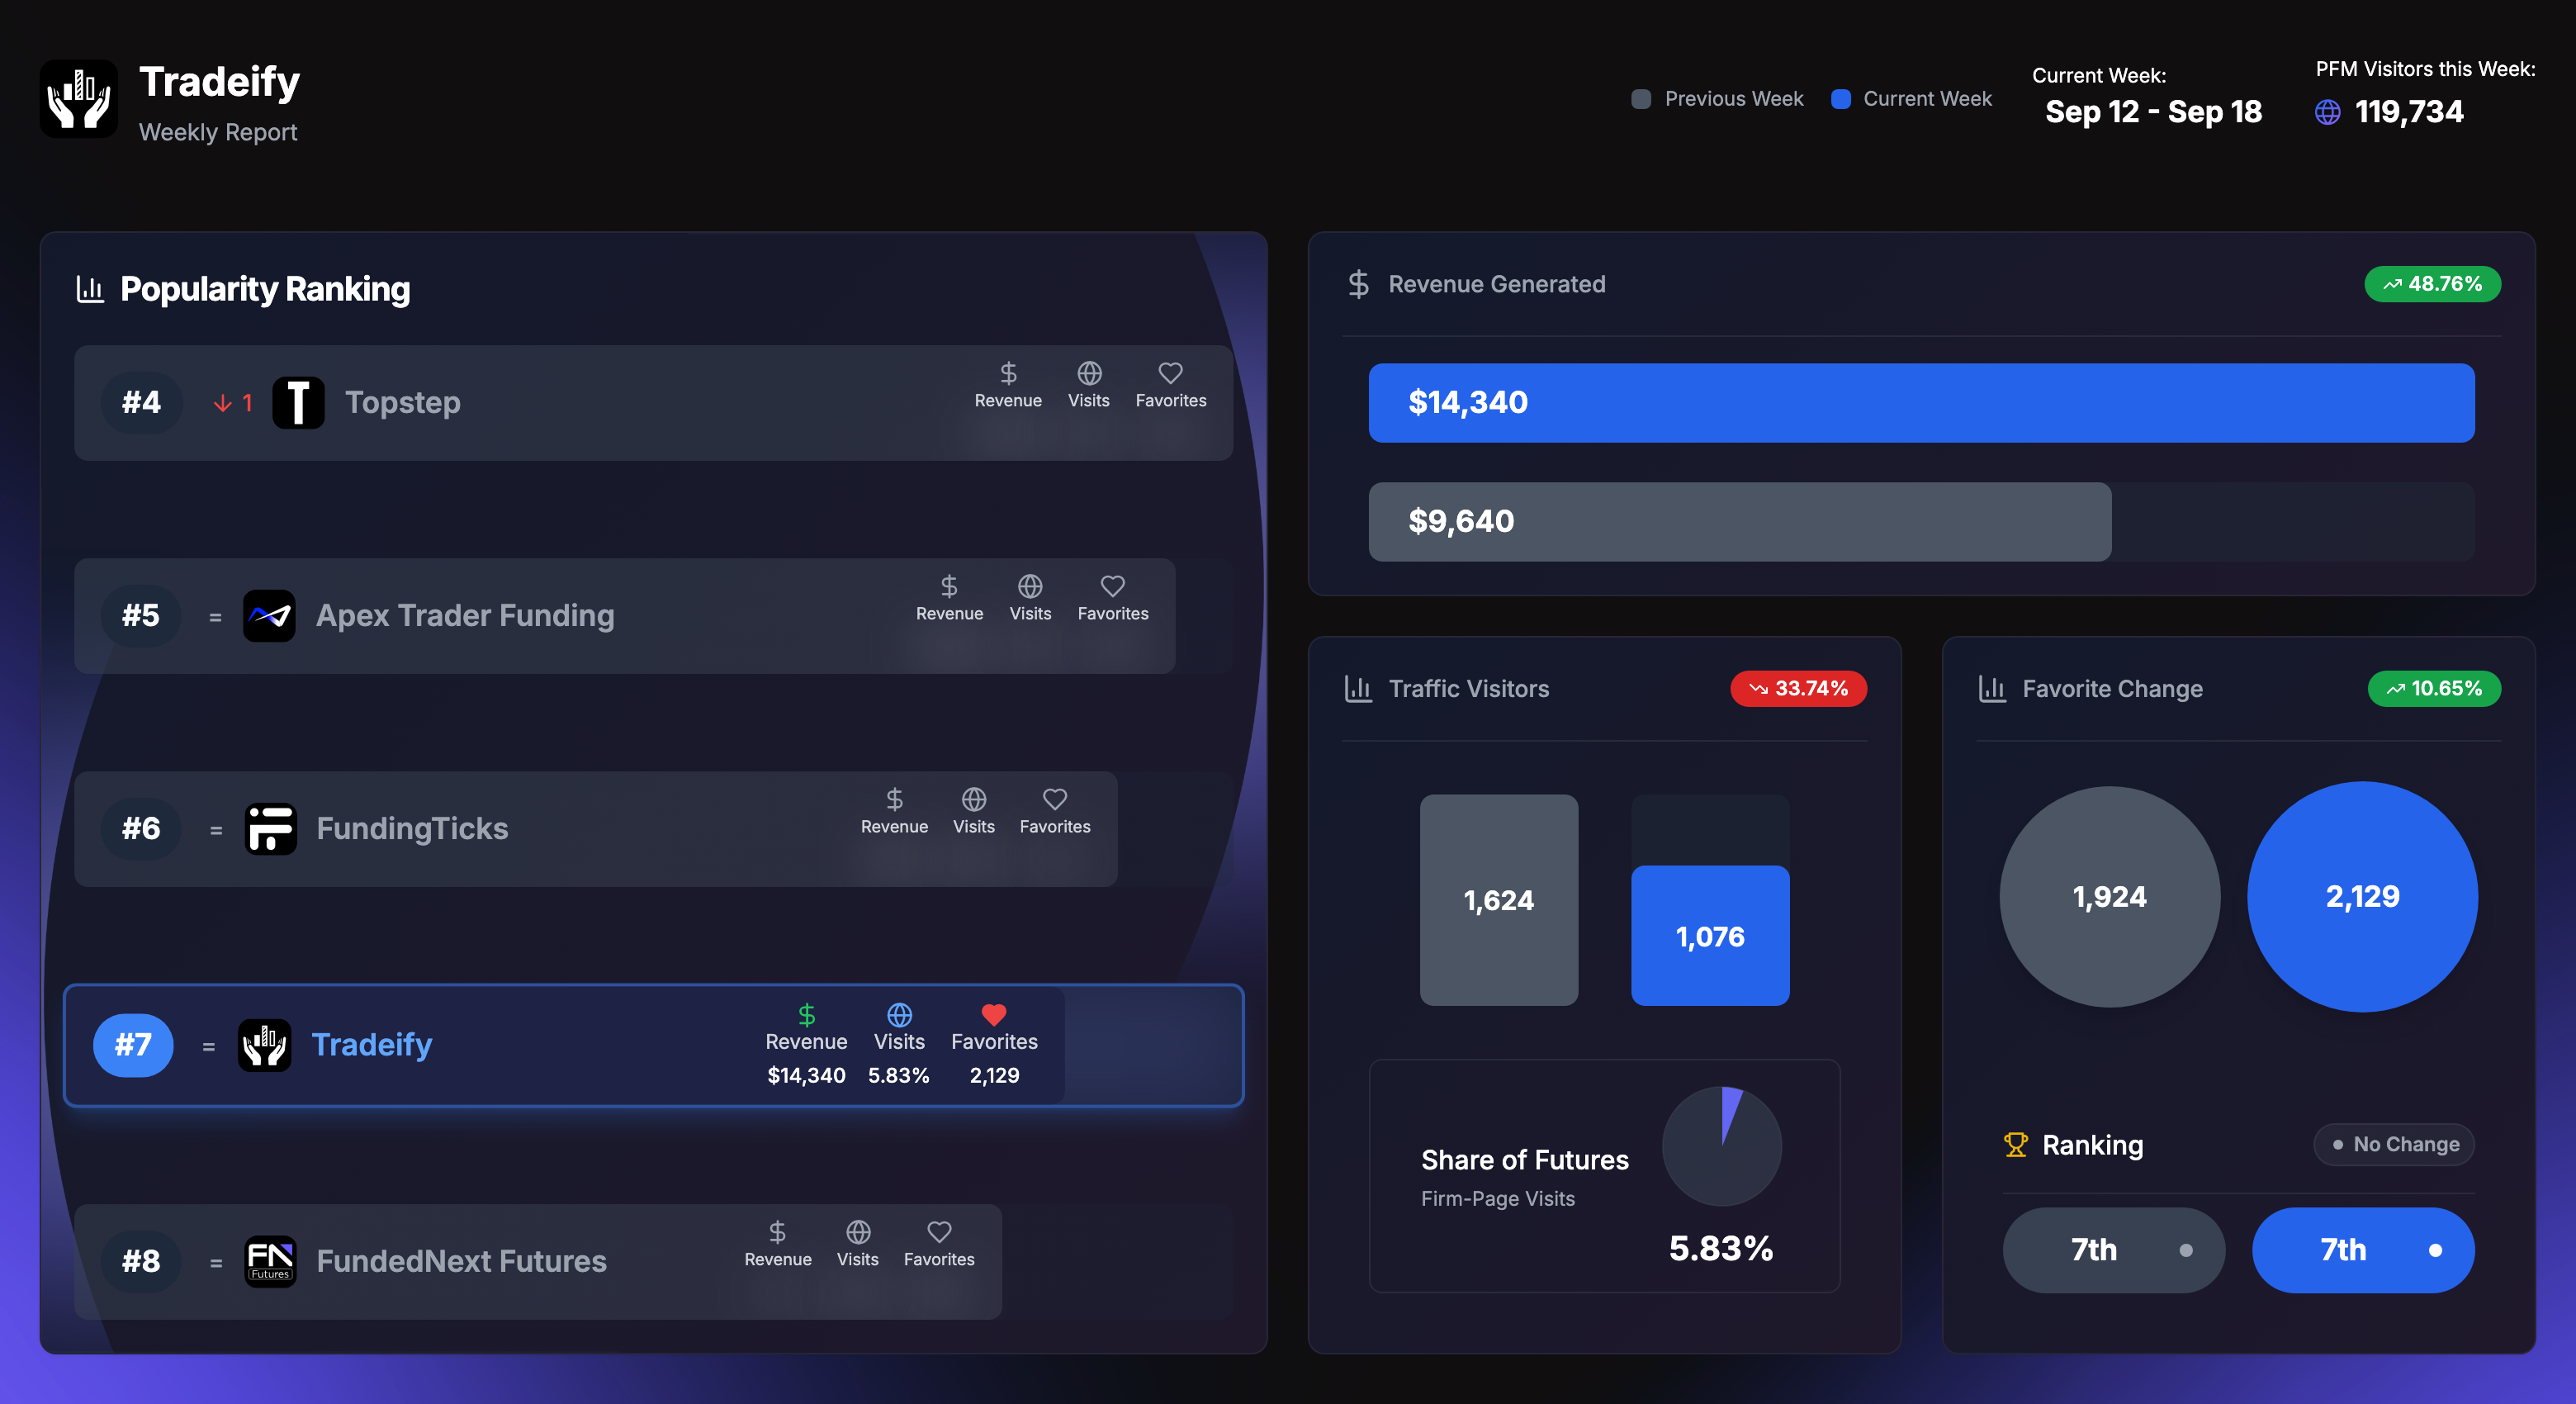 Tradeify
Weekly Report
Previous Week
Current Week
Current Week:
Sep 12 - Sep 18
PFM Visitors this Week:
119,734
Popularity Ranking
#4
1
T
Topstep
Revenue
Visits
Favorites
#5
=
Apex Trader Funding
Revenue
Visits
Favorites
#6
=
FundingTicks
Revenue
Visits
Favorites
#7
=
Tradeify
Revenue
$14,340
Visits
5.83%
Favorites
2,129
#8
=
FN
Futures
FundedNext Futures
Revenue
Visits
Favorites
$ Revenue Generated
48.76%
$14,340
$9,640
Traffic Visitors
33.74%
1,624
1,076
Share of Futures
Firm-Page Visits
5.83%
Favorite Change
10.65%
1,924
2,129
Ranking
No Change
7th
7th